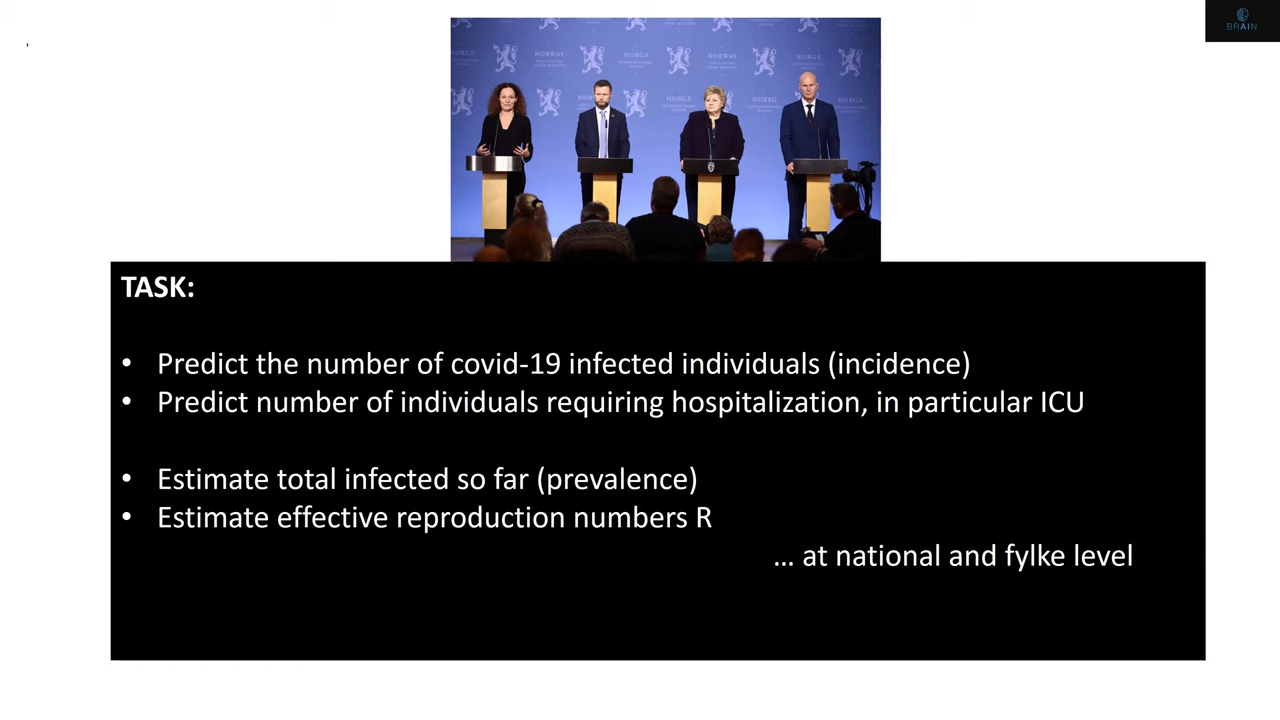 BRAIN
NORWAY
NORGE
NORWAY
NORGE
NORGE
TASK:
• Predict the number of covid-19 infected individuals (incidence)
• Predict number of individuals requiring hospitalization, in particular ICU
• Estimate total infected so far (prevalence)
• Estimate effective reproduction numbers R
... at national and fylke level